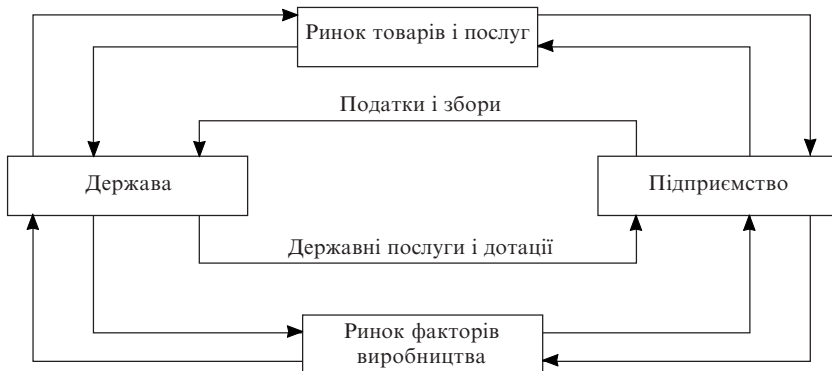 Ринок товарів і послуг
Податки і збори
Держава
Підприємство
Державні послуги і дотації
Ринок факторів
виробництва